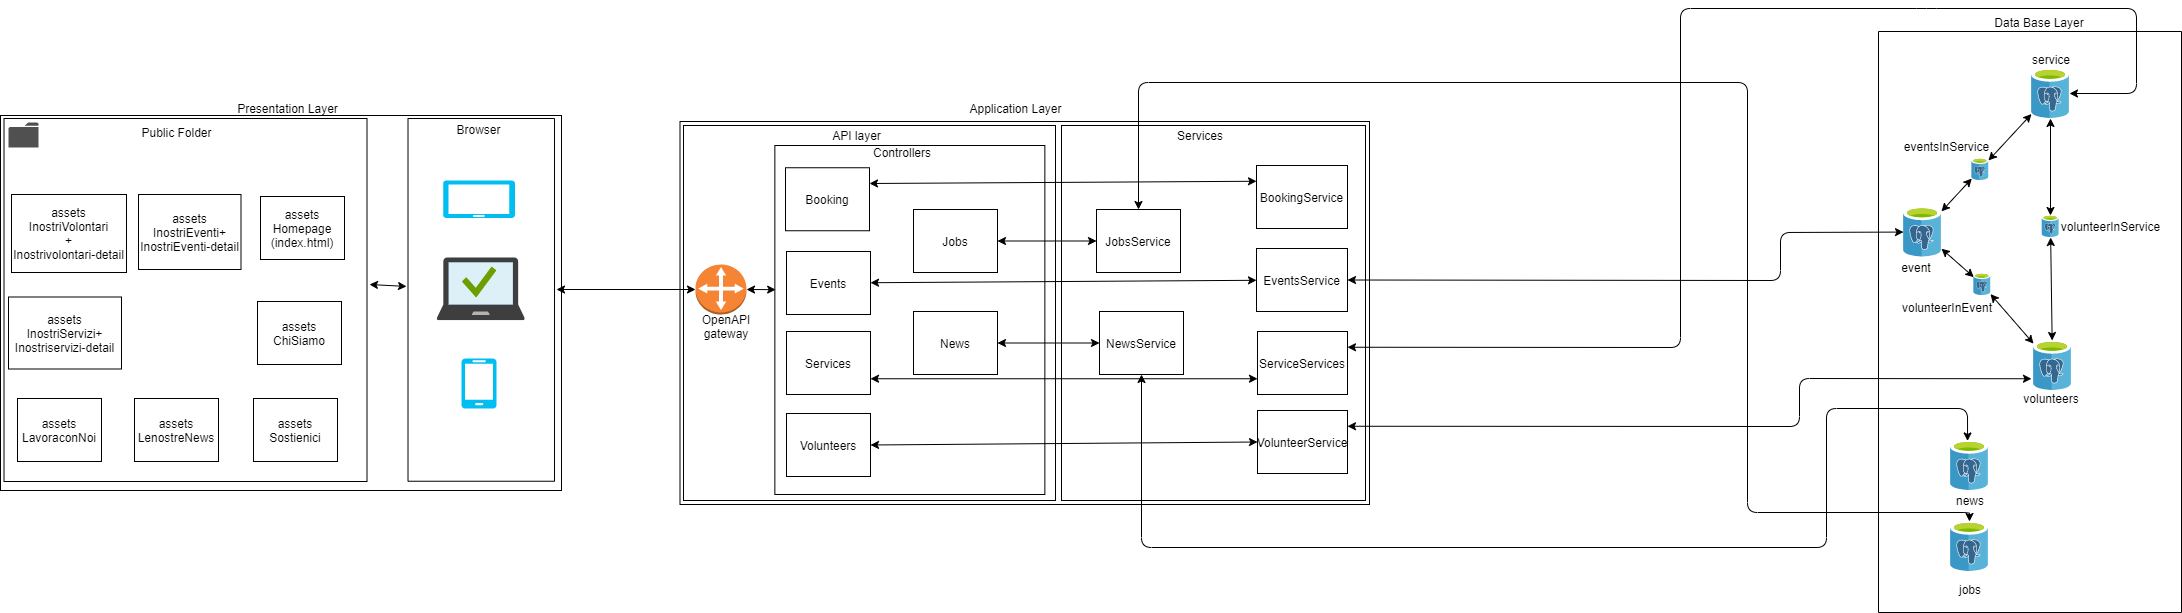 Presentation Layer
Public Folder
assets
InostriVolontari
+
Inostrivolontari-detail
assets
InostriEventi+
InostriEventi-detail
assets
Homepage
(index.html)
assets
InostriServizi+
Inostriservizi-detail
assets
ChiSiamo
assets
LavoraconNoi
assets
LenostreNews
assets
Sostienici
Browser
Application Layer
API layer
OpenAPI
gateway
Controllers
Booking
Jobs
Events
News
Services
Volunteers
Services
BookingService
JobsService
EventsService
NewsService
ServiceServices
VolunteerService
Data Base Layer
service
eventsInService
volunteerInService
event
volunteerInEvent
volunteers
news
jobs